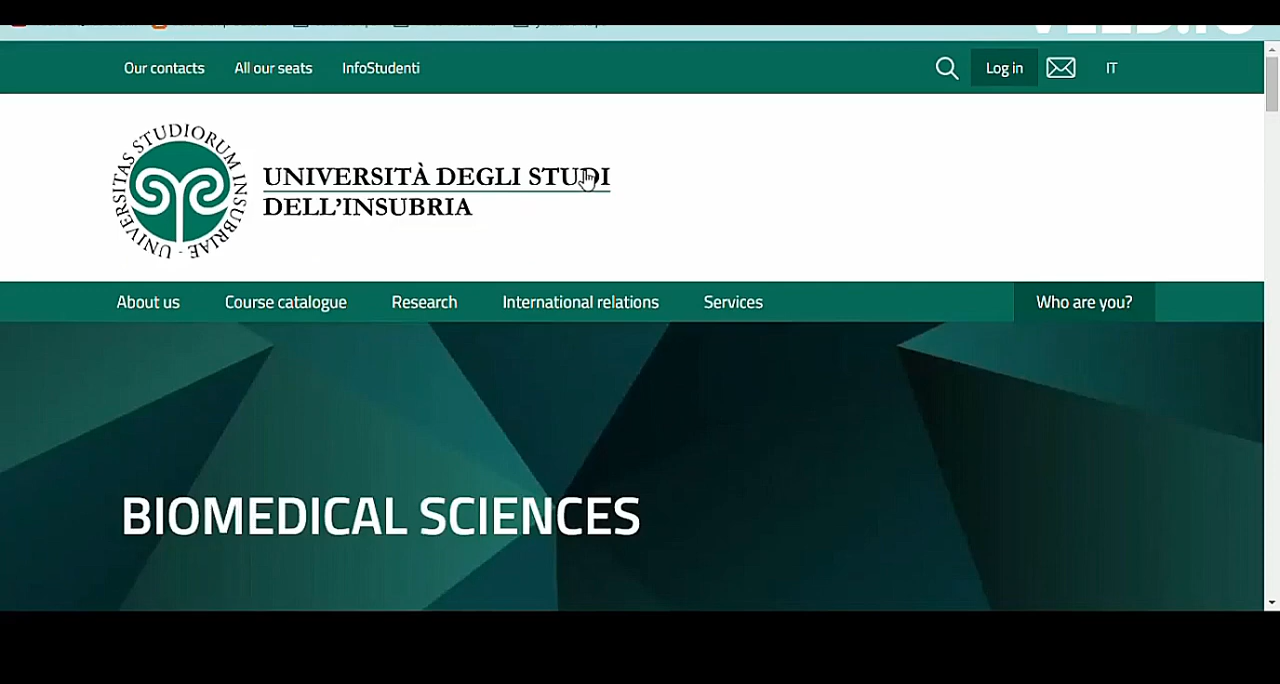 Our contacts All our seats InfoStudenti Log in IT
UNIVERSITAS STUDIORUM INSUBRIAE
UNIVERSITÀ DEGLI STUDI
DELL'INSUBRIA
About us Course catalogue Research International relations Services Who are you?
BIOMEDICAL SCIENCES